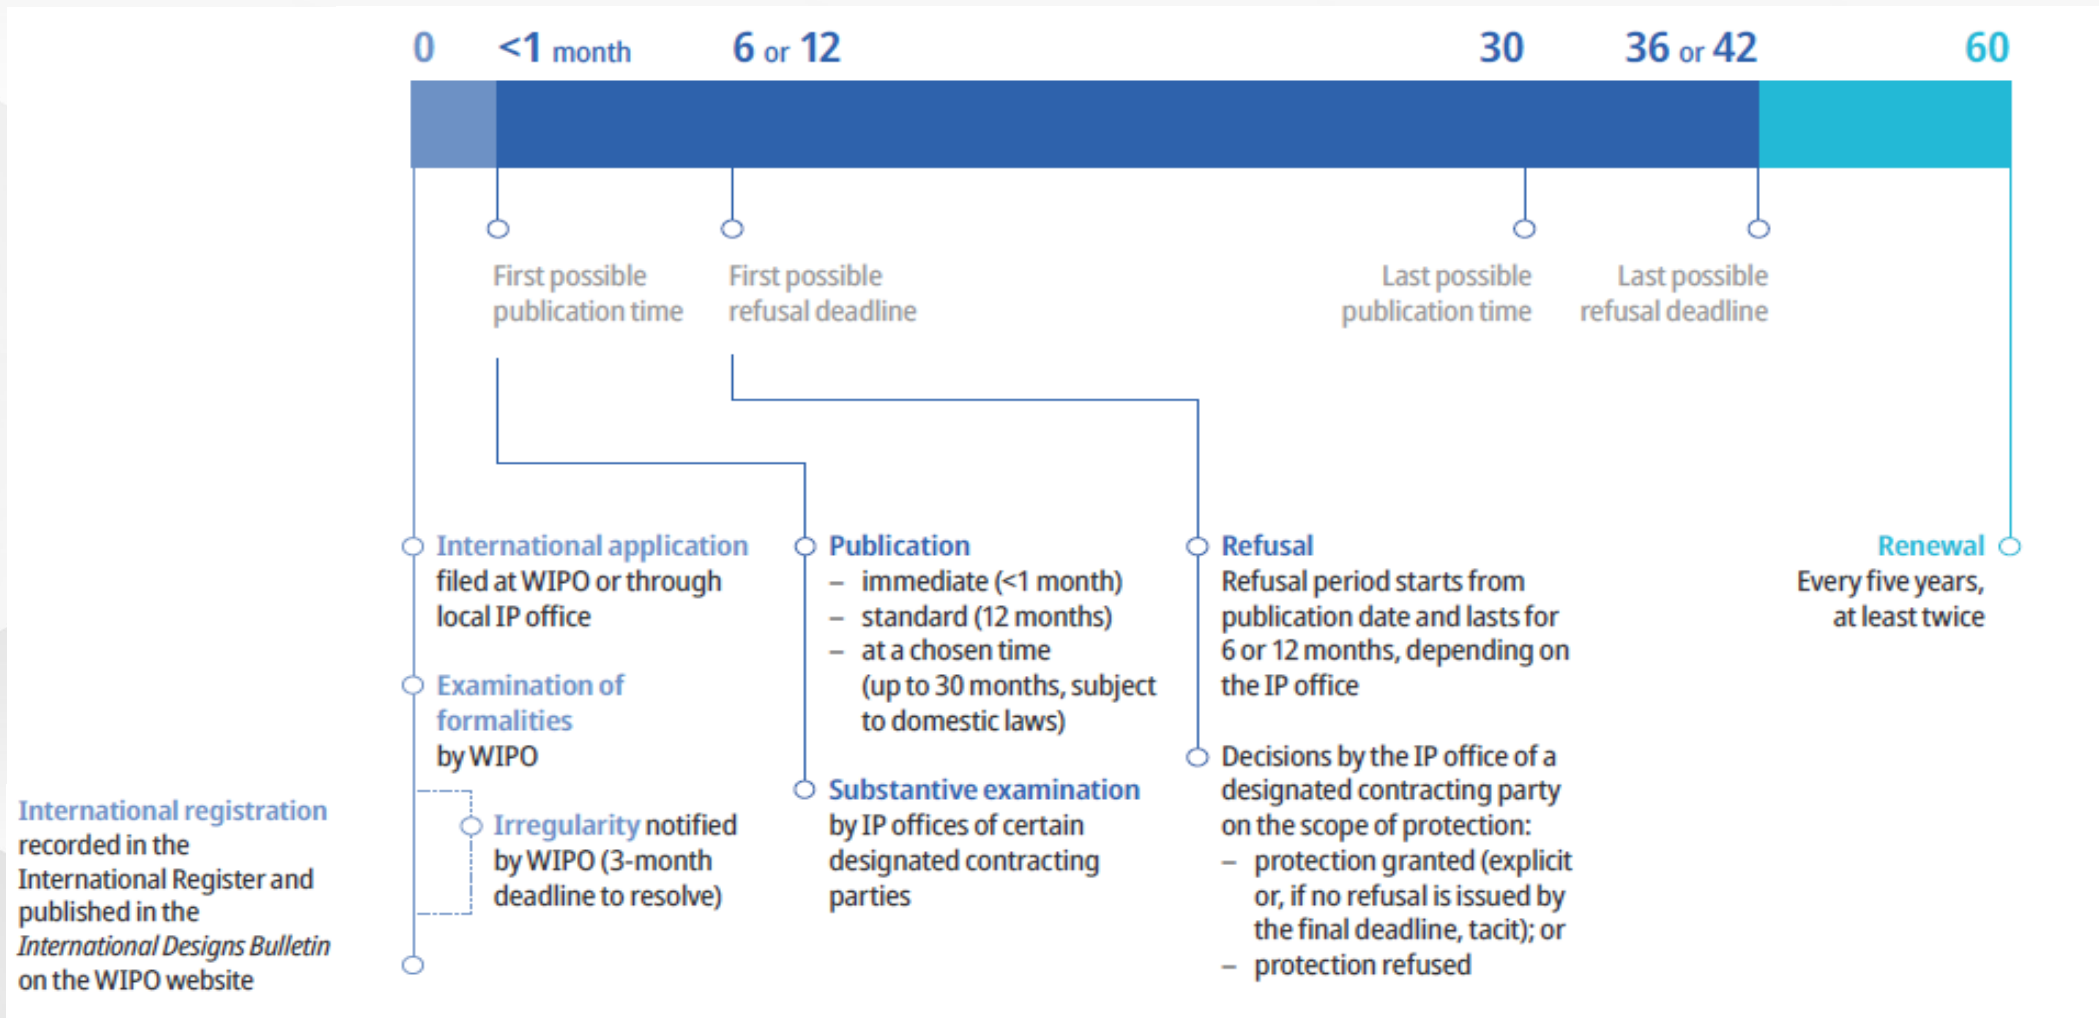 0
<1 month
6 or 12
30
36 or 42
60
First possible
publication time
First possible
refusal deadline
Last possible
publication time
Last possible
refusal deadline
International application
filed at WIPO or through
local IP office
Examination of
formalities
by WIPO
Irregularity notified
by WIPO (3-month
deadline to resolve)
International registration
recorded in the
International Register and
published in the
International Designs Bulletin
on the WIPO website
Publication
– immediate (<1 month)
– standard (12 months)
– at a chosen time
(up to 30 months, subject
to domestic laws)
Substantive examination
by IP offices of certain
designated contracting
parties
Refusal
Refusal period starts from
publication date and lasts for
6 or 12 months, depending on
the IP office
Decisions by the IP office of a
designated contracting party
on the scope of protection:
– protection granted (explicit
or, if no refusal is issued by
the final deadline, tacit); or
– protection refused
Renewal
Every five years,
at least twice